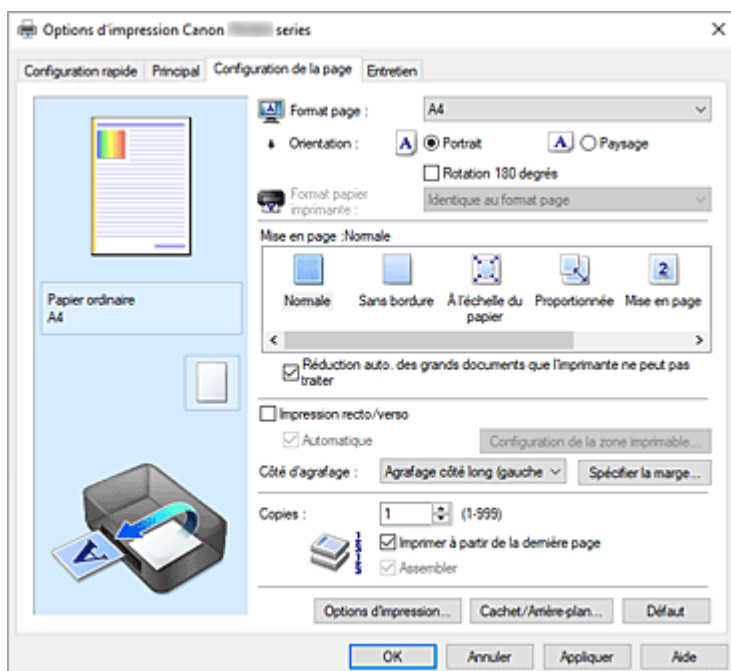 Options d'impression Canon series
Configuration rapide Principal Configuration de la page Entretien
Format page : A4
Orientation : A Portrait A Paysage
Rotation 180 degrés
Format papier
imprimante : Identique au format page
Mise en page :Normale
Normale Sans bordure À l'échelle du Proportionnée Mise en page
papier
Réduction auto. des grands documents que l'imprimante ne peut pas
traiter
Papier ordinaire
A4
Impression recto/verso
Automatique Configuration de la zone imprimable...
Côté d'agrafage : Agrafage côté long (gauche Spécifier la marge...
Copies : 1 (1-999)
Imprimer à partir de la dernière page
Assembler
Options d'impression... Cachet/Arrière-plan... Défaut
OK Annuler Appliquer Aide